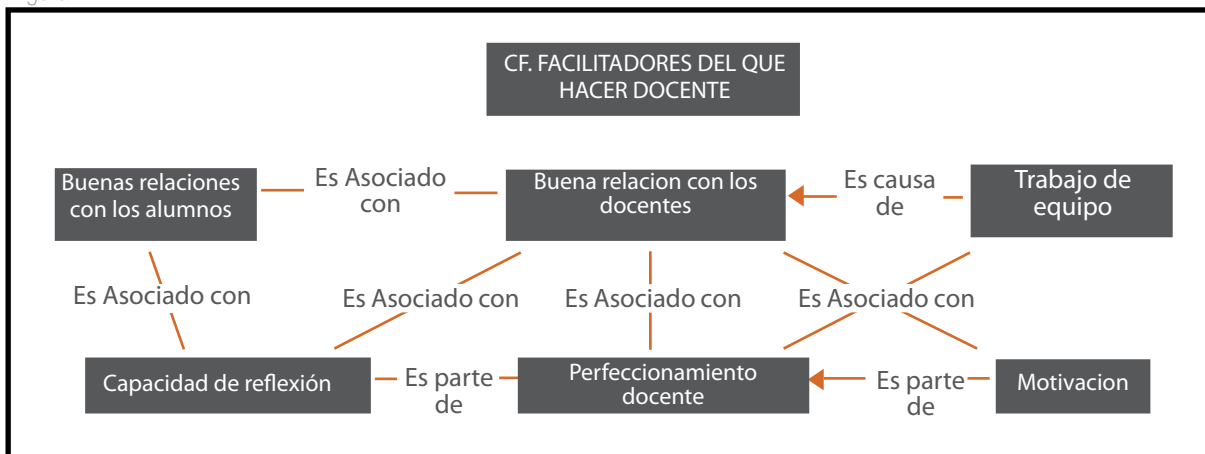 CF. FACILITADORES DEL QUE
HACER DOCENTE
Buenas relaciones
con los alumnos
Es Asociado
con
Buena relacion con los
docentes
Es causa
de
Trabajo de
equipo
Es Asociado con
Es Asociado con
Es Asociado con
Es Asociado con
Capacidad de reflexión
Es parte
de
Perfeccionamiento
docente
Es parte
de
Motivacion